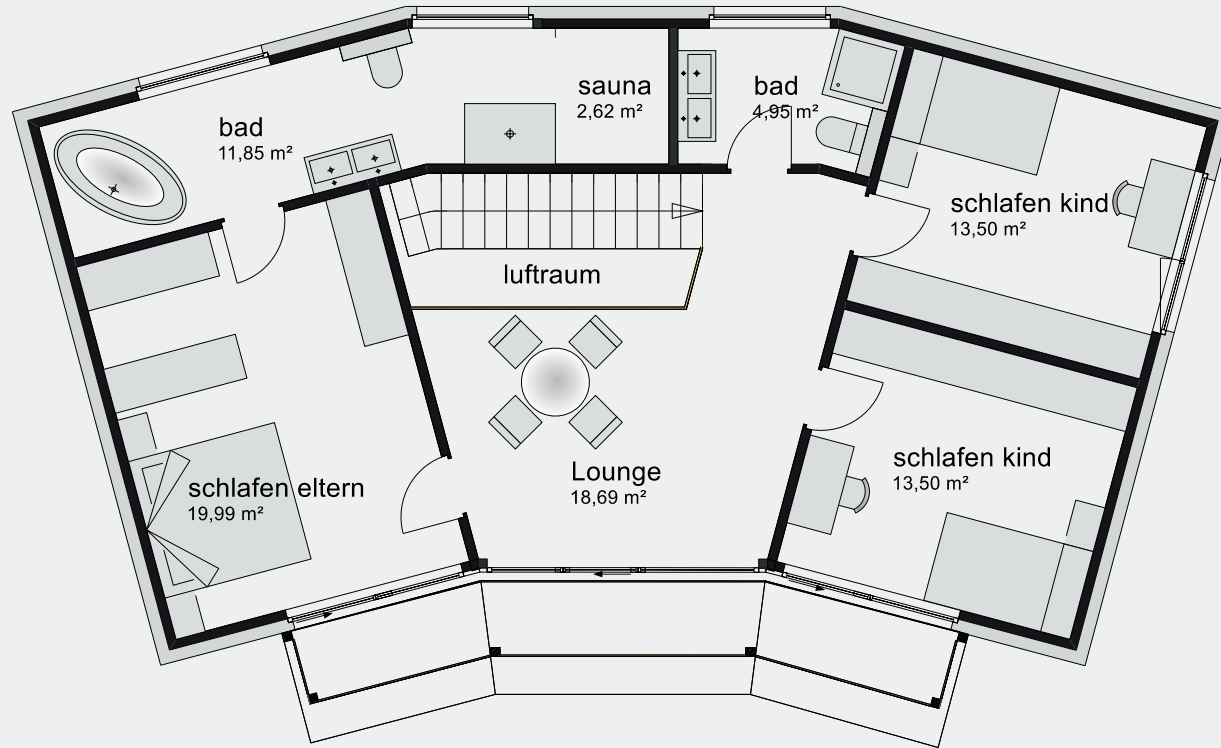 sauna
2,62 m²
bad
4,95 m²
bad
11,85 m²
schlafen kind
13,50 m²
luftraum
Lounge
18,69 m²
schlafen kind
13,50 m²
schlafen eltern
19,99 m²